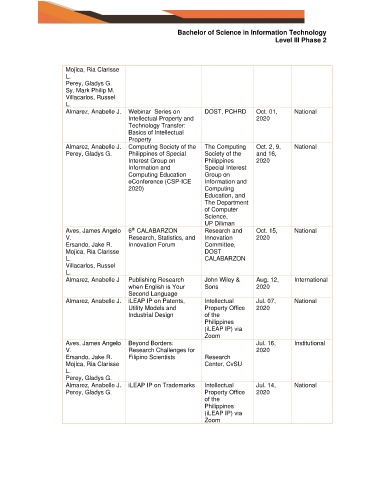 Bachelor of Science in Information Technology
Level III Phase 2
Mojica, Ria Clarisse
L.
Perey, Gladys G.
Sy, Mark Philip M.
Villacarlos, Russel
L.
Almarez, Anabelle J. Webinar Series on DOST, PCHRD Oct. 01, National
Intellectual Property and 2020
Technology Transfer:
Basics of Intellectual
Property
Almarez, Anabelle J. Computing Society of the The Computing Oct. 2, 9, National
Perey, Gladys G. Philippines of Special Society of the and 16,
Interest Group on Philippines 2020
Information and Special Interest
Computing Education Group on
eConference (CSP-ICE Information and
2020) Computing
Education, and
The Department
of Computer
Science,
UP Diliman
Aves, James Angelo 6th CALABARZON Research and Oct. 15, National
V. Research, Statistics, and Innovation 2020
Ersando, Jake R. Innovation Forum Committee,
Mojica, Ria Clarisse DOST
L. CALABARZON
Villacarlos, Russel
L.
Almarez, Anabelle J Publishing Research John Wiley & Aug. 12, International
when English is Your Sons 2020
Second Language
Almarez, Anabelle J. iLEAP IP on Patents, Intellectual Jul. 07, National
Utility Models and Property Office 2020
Industrial Design of the
Philippines
(iLEAP IP) via
Zoom
Aves, James Angelo Beyond Borders: Jul. 16, Institutional
V. Research Challenges for 2020
Ersando, Jake R. Filipino Scientists Research
Mojica, Ria Clarisse Center, CvSU
L.
Perey, Gladys G.
Almarez, Anabelle J. iLEAP IP on Trademarks Intellectual Jul. 14, National
Perey, Gladys G. Property Office 2020
of the
Philippines
(iLEAP IP) via
Zoom